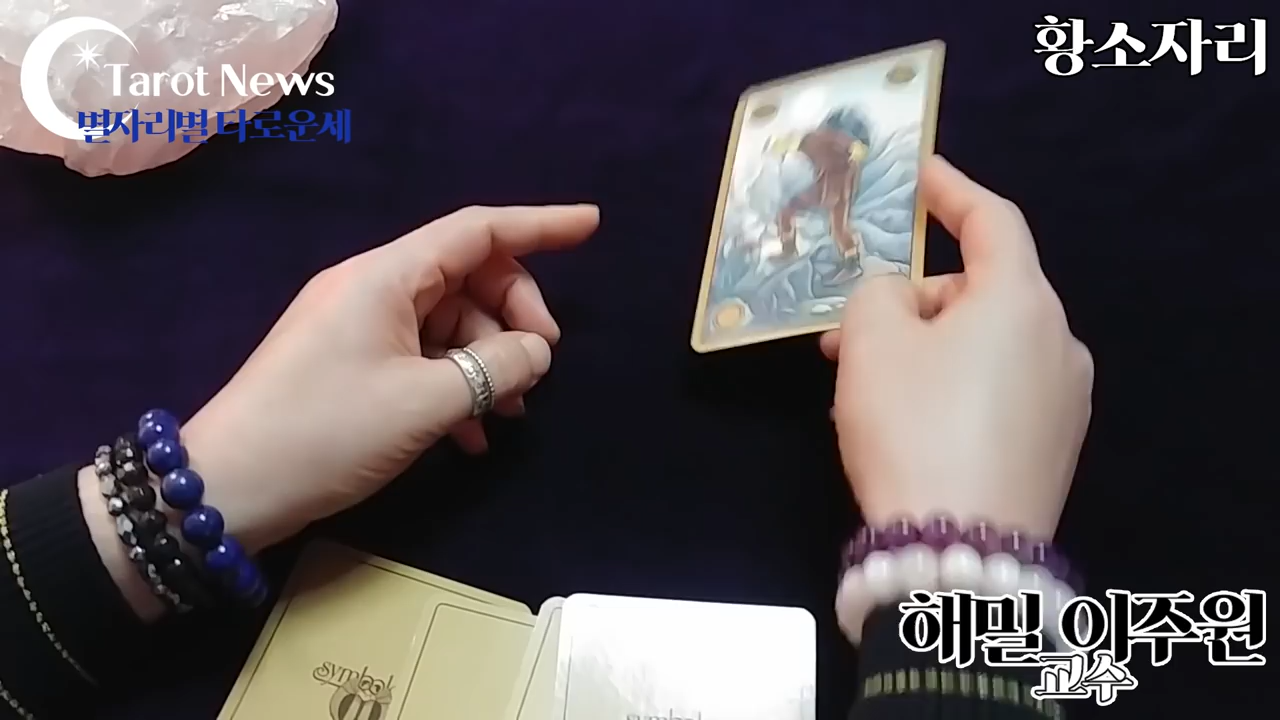 Tarot News
별자리별 타로운세
황소자리
symbolon
해밀 이주원
교수